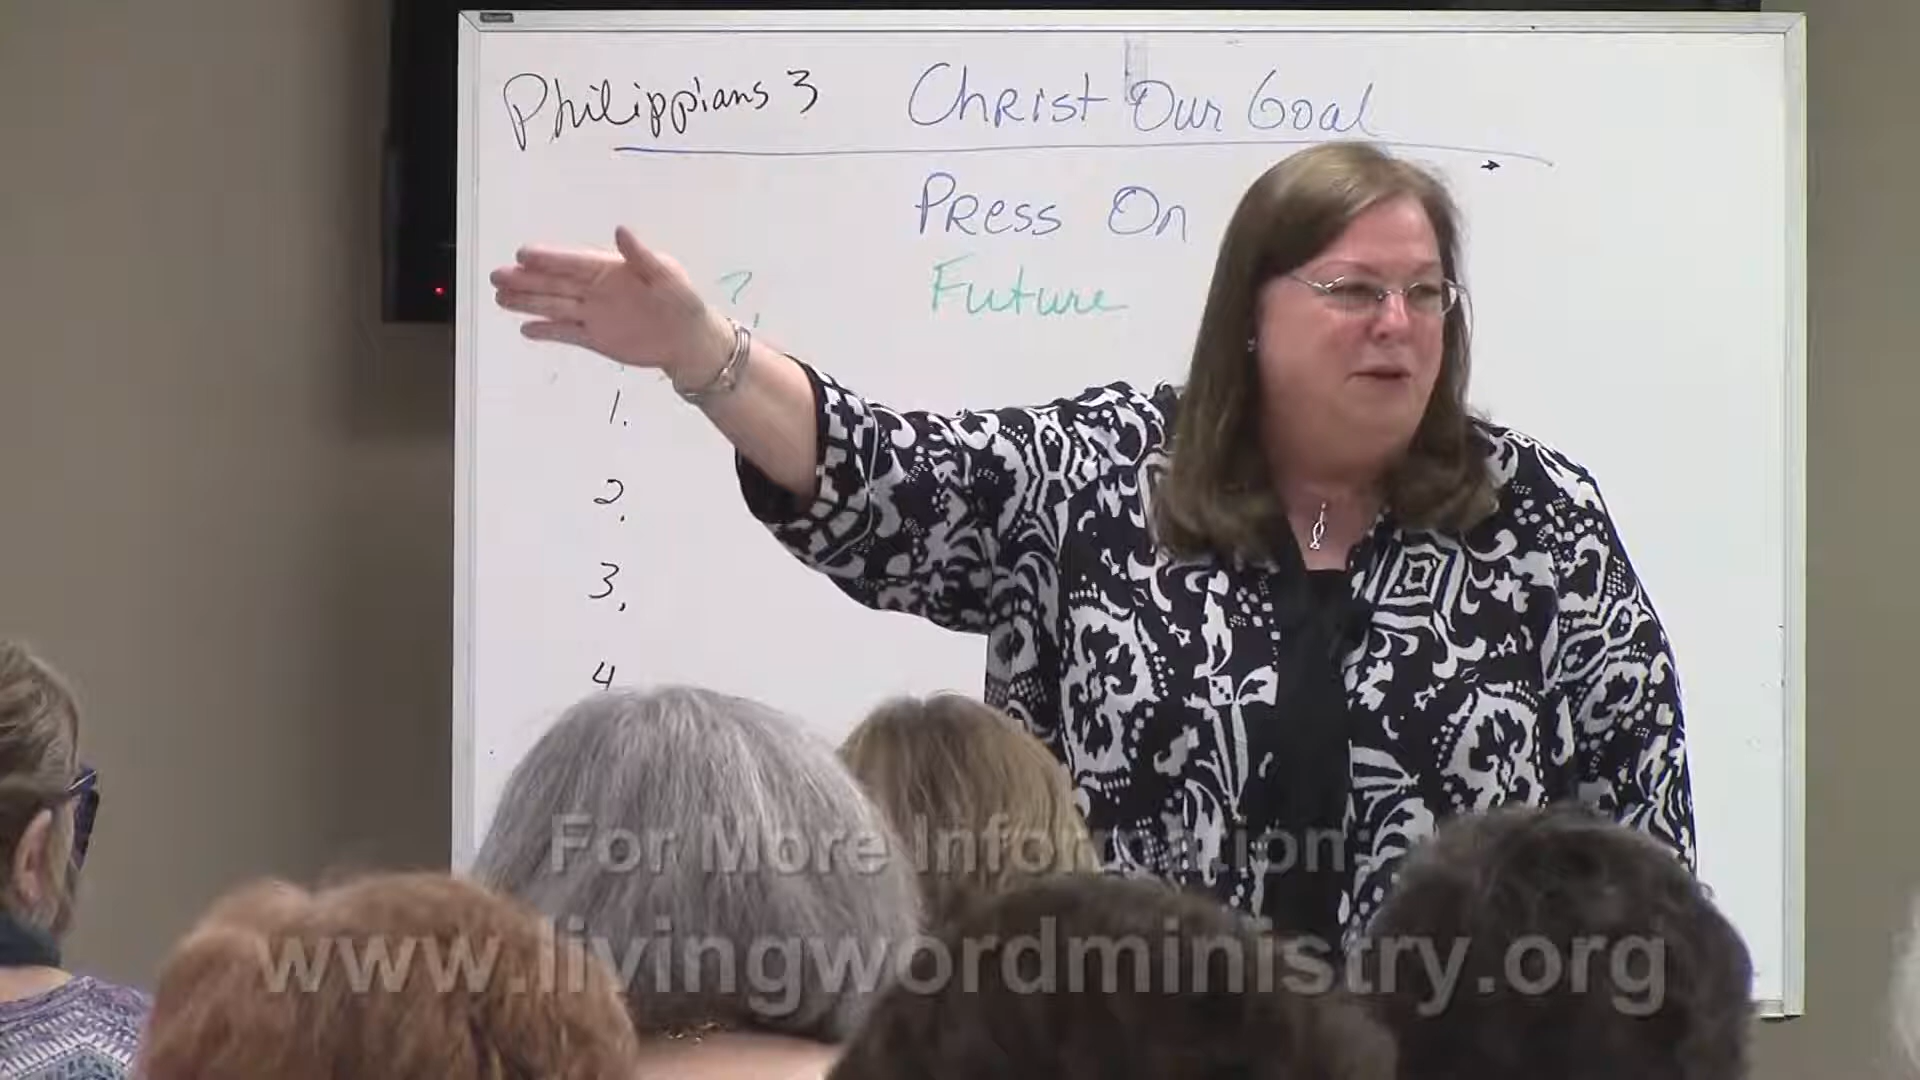 Philippians 3 Christ Our Goal
Press On
? Future
1.
2.
3.
4
For More Information:
www.livingwordministry.org